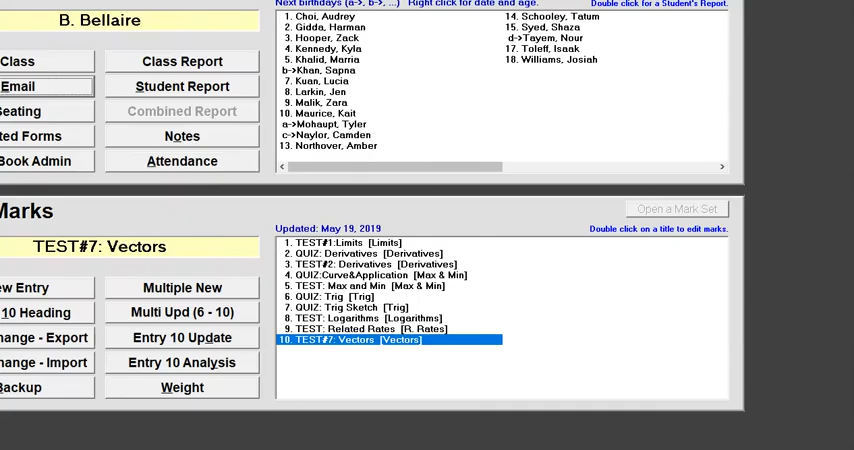 Next birthdays (a->, b->, ...) Right click for date and age. Double click for a Student's Report.
B. Bellaire
1. Choi, Audrey
2. Gidda, Harman
3. Hooper, Zack
4. Kennedy, Kyla
5. Khalid, Marria
b->Khan, Sapna
7. Kuan, Lucia
8. Larkin, Jen
9. Malik, Zara
10. Maurice, Kait
a->Mohaupt, Tyler
c->Naylor, Camden
13. Northover, Amber
14. Schooley, Tatum
15. Syed, Shaza
d->Tayem, Nour
17. Toleff, Isaak
18. Williams, Josiah
Class Class Report
Email Student Report
Seating Combined Report
ted Forms Notes
Book Admin Attendance
Marks
Open a Mark Set
Updated: May 19, 2019 Double click on a title to edit marks.
TEST#7: Vectors
1. TEST#1:Limits [Limits]
2. QUIZ: Derivatives [Derivatives]
3. TEST#2: Derivatives [Derivatives]
4. QUIZ:Curve&Application [Max & Min]
5. TEST: Max and Min [Max & Min]
6. QUIZ: Trig [Trig]
7. QUIZ: Trig Sketch [Trig]
8. TEST: Logarithms [Logarithms]
9. TEST: Related Rates [R. Rates]
10. TEST#7: Vectors [Vectors]
ew Entry Multiple New
10 Heading Multi Upd (6 - 10)
hange - Export Entry 10 Update
hange - Import Entry 10 Analysis
Backup Weight